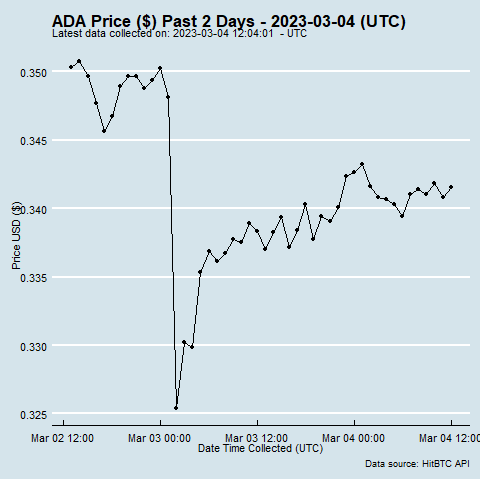 ADA Price ($) Past 2 Days - 2023-03-04 (UTC)
Latest data collected on: 2023-03-04 12:04:01  - UTC
0.350
0.345
0.340
0.335
0.330
0.325
Price USD ($)
Mar 02 12:00 Mar 03 00:00 Mar 03 12:00 Mar 04 00:00 Mar 04 12:00
Date Time Collected (UTC)
Data source: HitBTC API